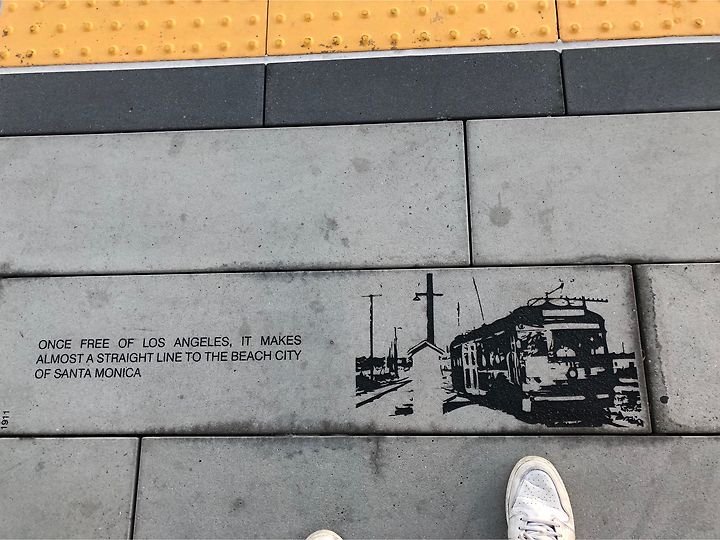 ONCE FREE OF LOS ANGELES, IT MAKES
ALMOST A STRAIGHT LINE TO THE BEACH CITY
OF SANTA MONICA
1911